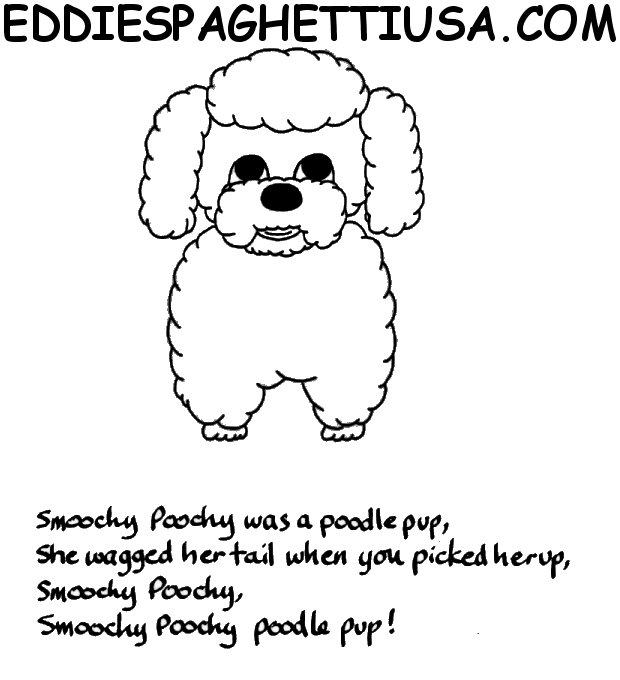 EDDIESPAGHETTIUSA.COM
Smoochy Poochy was a poodle pup,
She wagged her tail when you picked her up,
Smoochy Poochy,
Smoochy Poochy poodle pup!